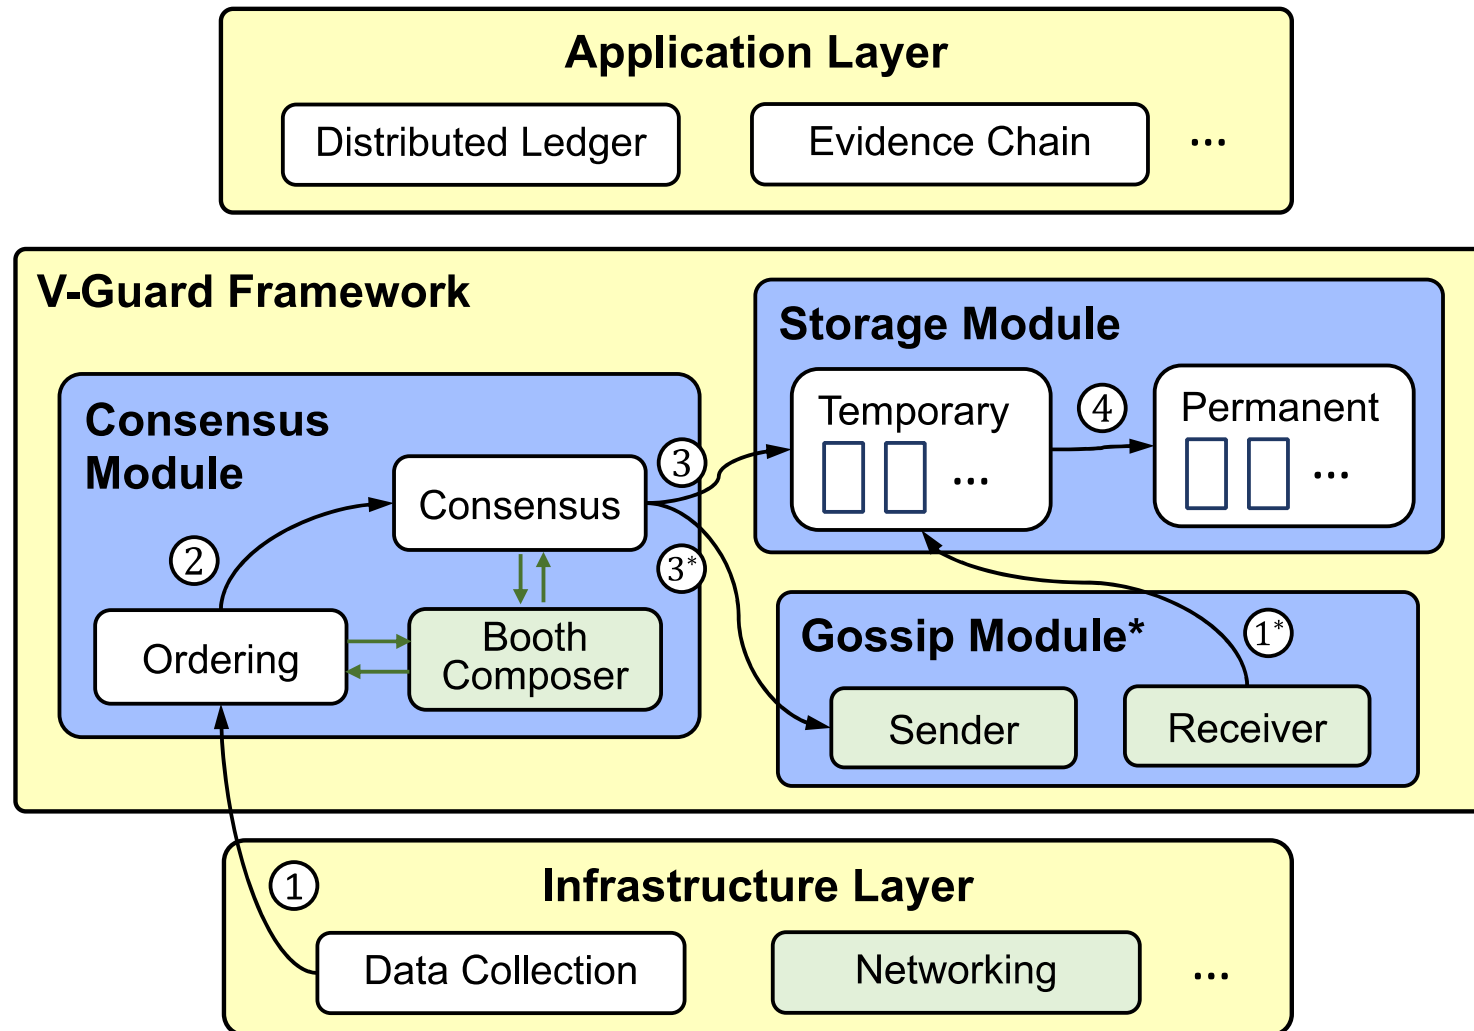 Application Layer
Distributed Ledger
Evidence Chain
...
V-Guard Framework
Storage Module
Temporary
...
4
Permanent
...
Consensus
Module
Consensus
3
3*
2
Ordering
Booth
Composer
Gossip Module*
1*
Sender
Receiver
1
Infrastructure Layer
Data Collection
Networking
...